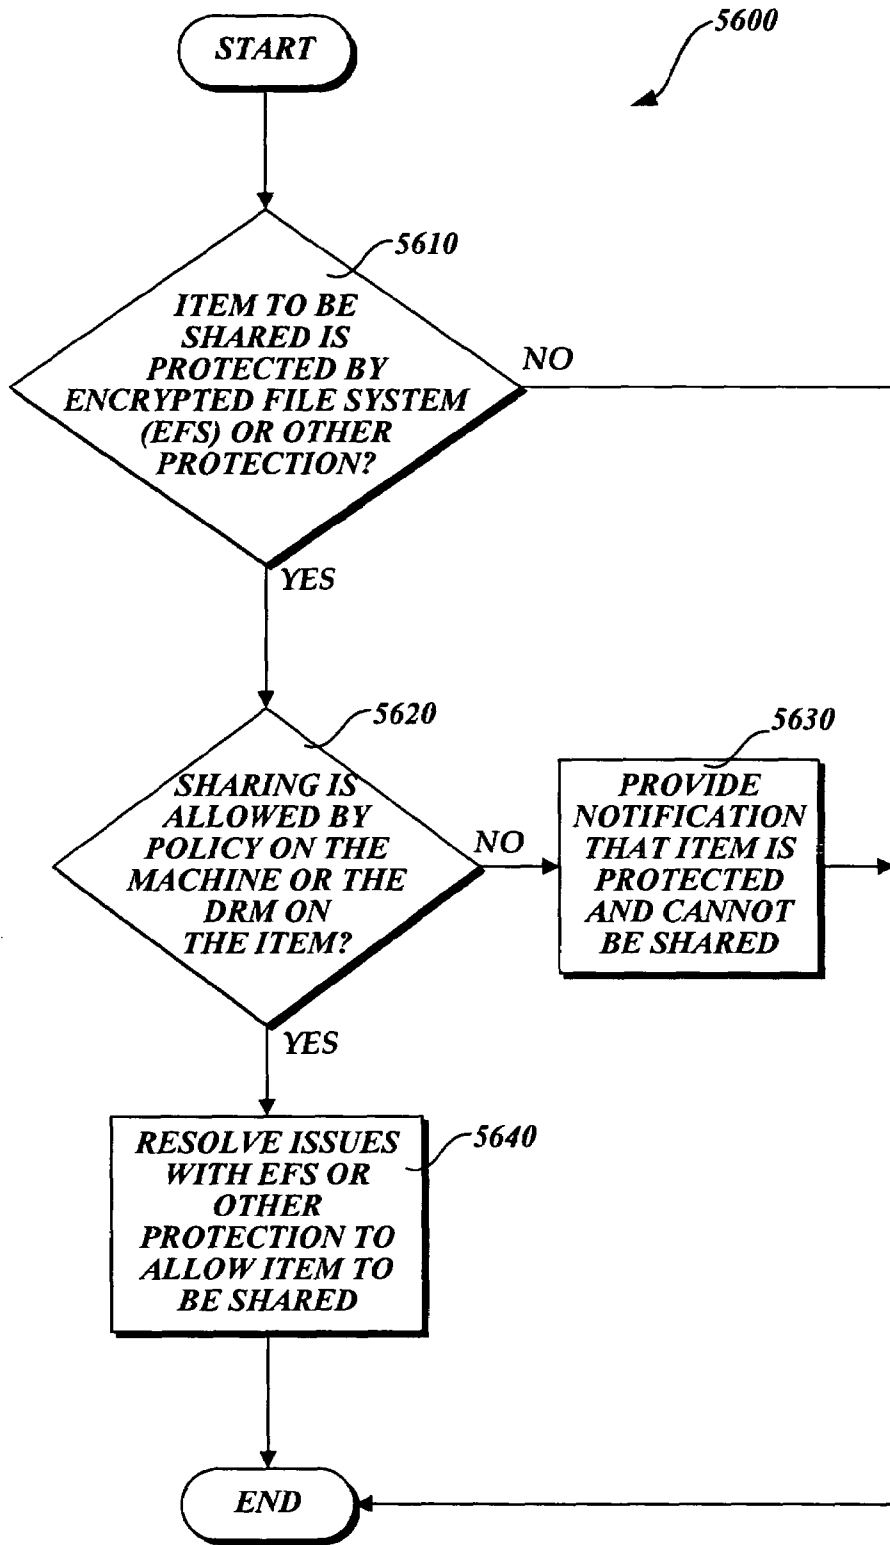 START
5600
5610
ITEM TO BE
SHARED IS
PROTECTED BY
ENCRYPTED FILE SYSTEM
(EFS) OR OTHER
PROTECTION?
NO
YES
5620
SHARING IS
ALLOWED BY
POLICY ON THE
MACHINE OR THE
DRM ON
THE ITEM?
NO
5630
PROVIDE
NOTIFICATION
THAT ITEM IS
PROTECTED
AND CANNOT
BE SHARED
YES
5640
RESOLVE ISSUES
WITH EFS OR
OTHER
PROTECTION TO
ALLOW ITEM TO
BE SHARED
END